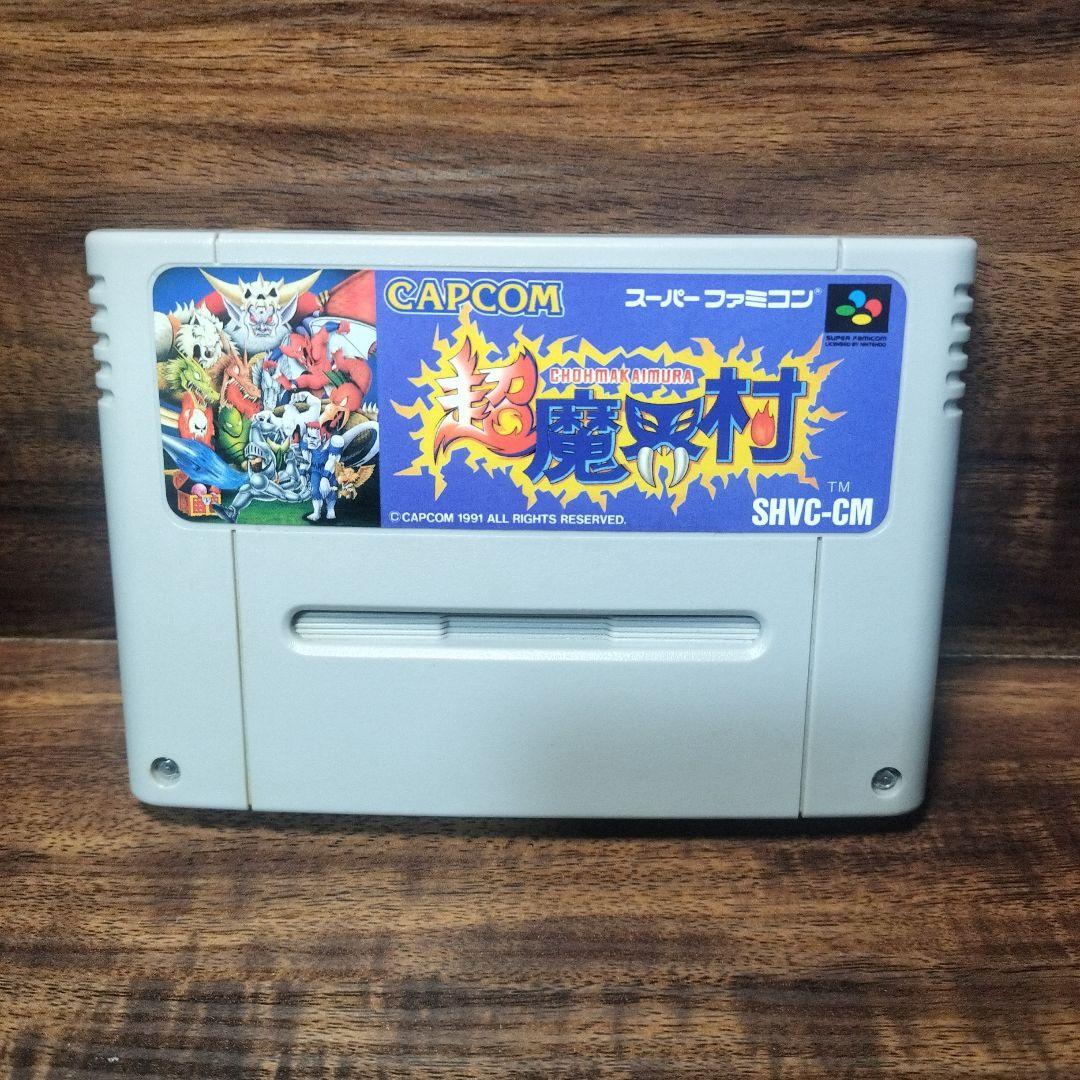 CAPCOM
スーパーファミコン®
SUPER FAMICOM
LICENSED BY NINTENDO
CHOHMAKAIMURA
超魔界村
TM
©CAPCOM 1991 ALL RIGHTS RESERVED.
SHVC-CM